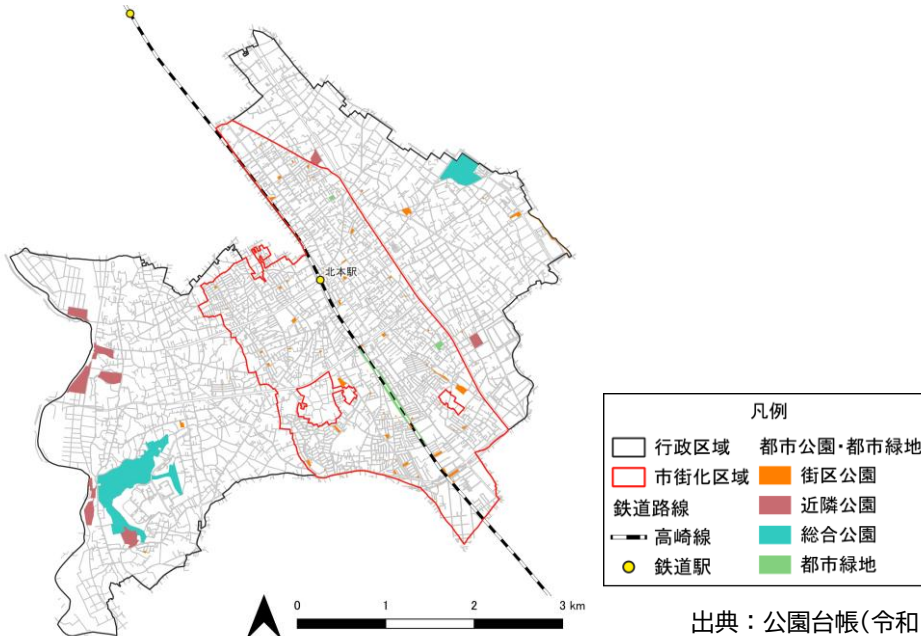 北本駅
凡例
行政区域
市街化区域
鉄道路線
高崎線
鉄道駅
都市公園・都市緑地
街区公園
近隣公園
総合公園
都市緑地
0 1 2 3 km
出典：公園台帳(令和